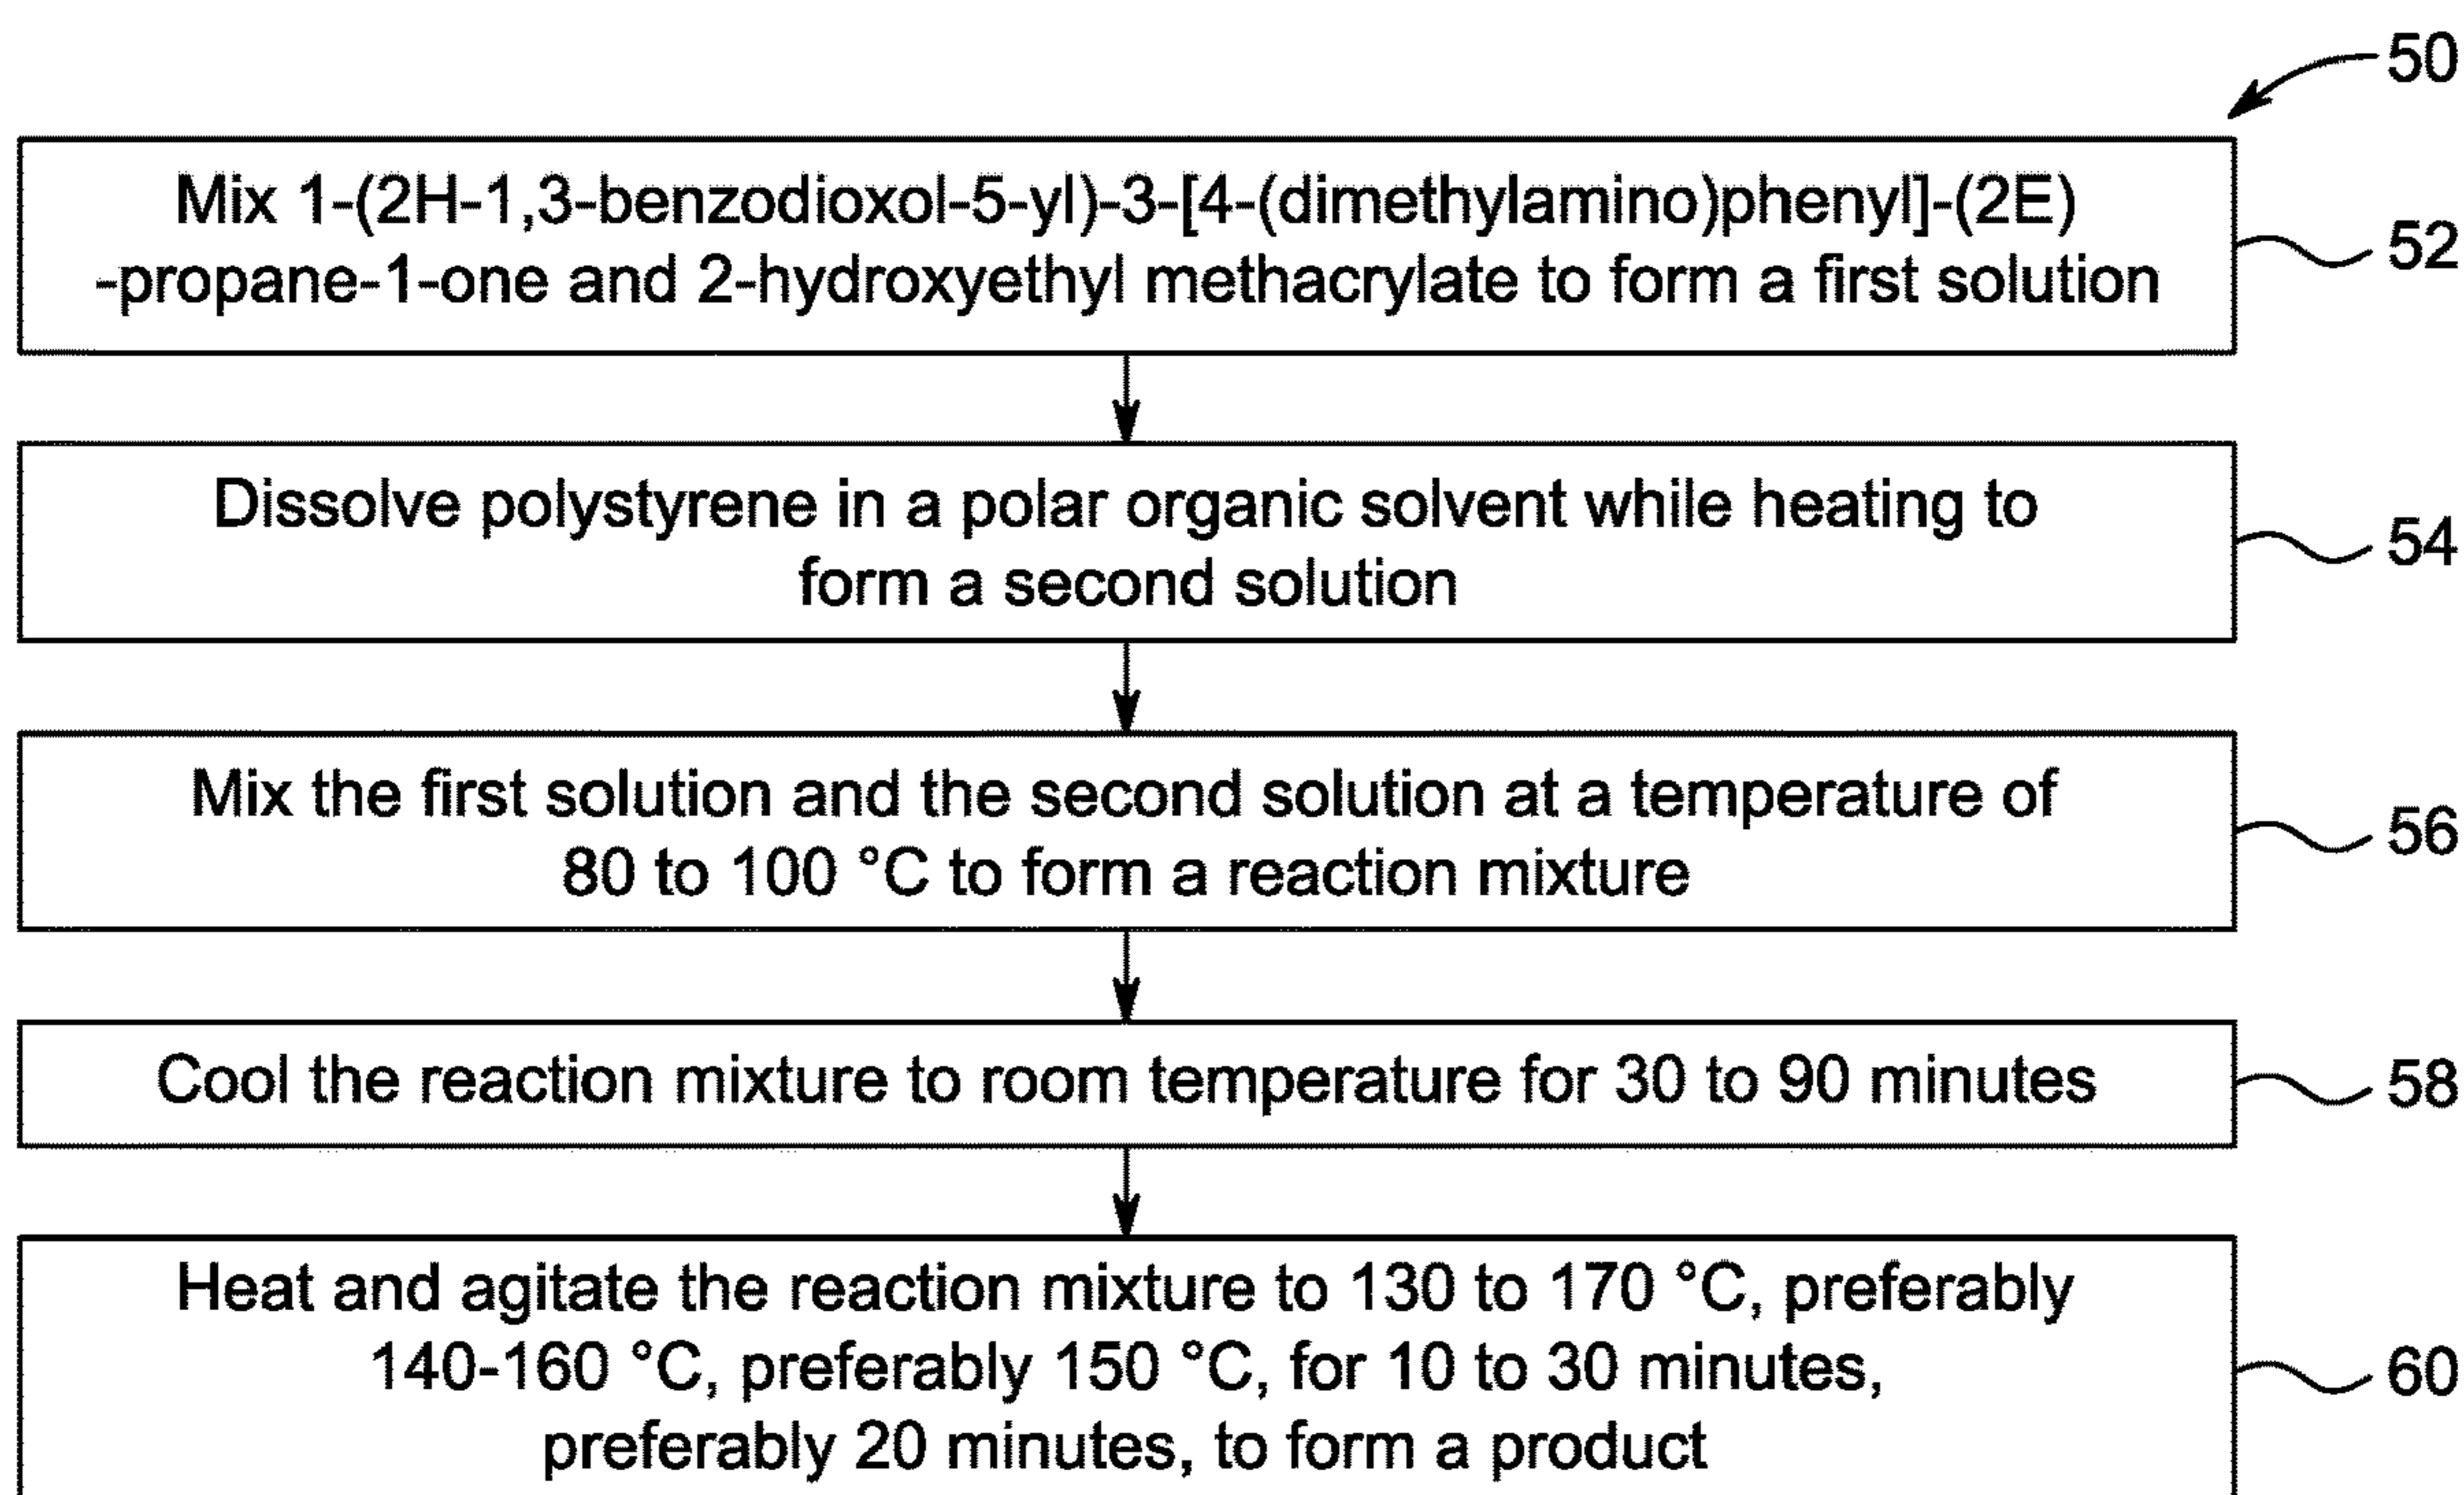 50
Mix 1-(2H-1,3-benzodioxol-5-yl)-3-[4-(dimethylamino)phenyl]-(2E)
-propane-1-one and 2-hydroxyethyl methacrylate to form a first solution
52
Dissolve polystyrene in a polar organic solvent while heating to
form a second solution
54
Mix the first solution and the second solution at a temperature of
80 to 100 °C to form a reaction mixture
56
Cool the reaction mixture to room temperature for 30 to 90 minutes
58
Heat and agitate the reaction mixture to 130 to 170 °C, preferably
140-160 °C, preferably 150 °C, for 10 to 30 minutes,
preferably 20 minutes, to form a product
60